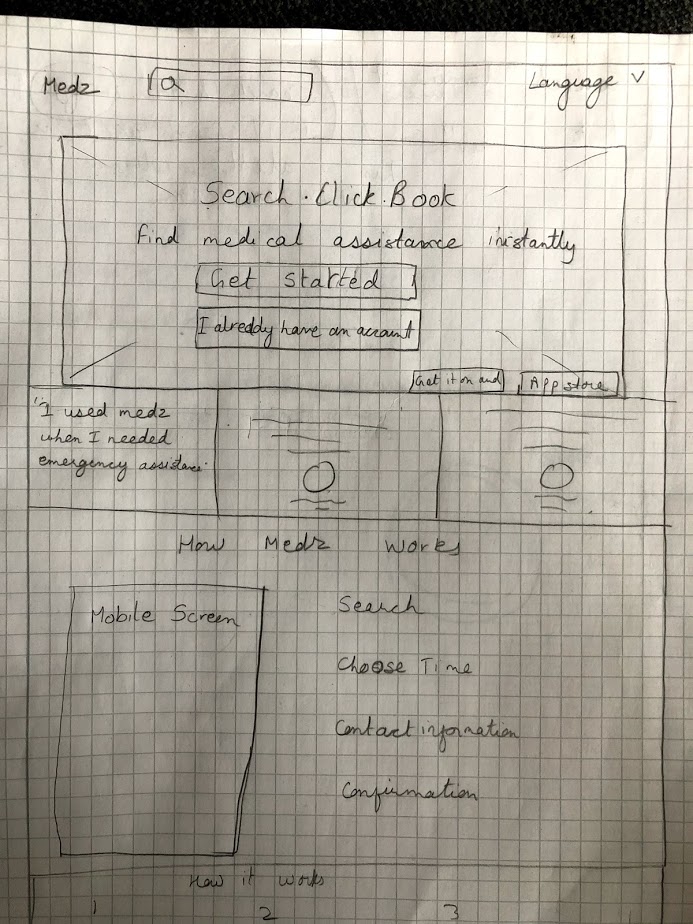 Medz
Language V
Search . Click . Book
find medical assistance instantly
Get started
I alreddy have an account
Get it on and
App store
"I used medz
when I needed
emergency assistance."
How Medz Works
Mobile Screen
Search
Choose Time
Contact information
Confirmation
How it works
1 2 3